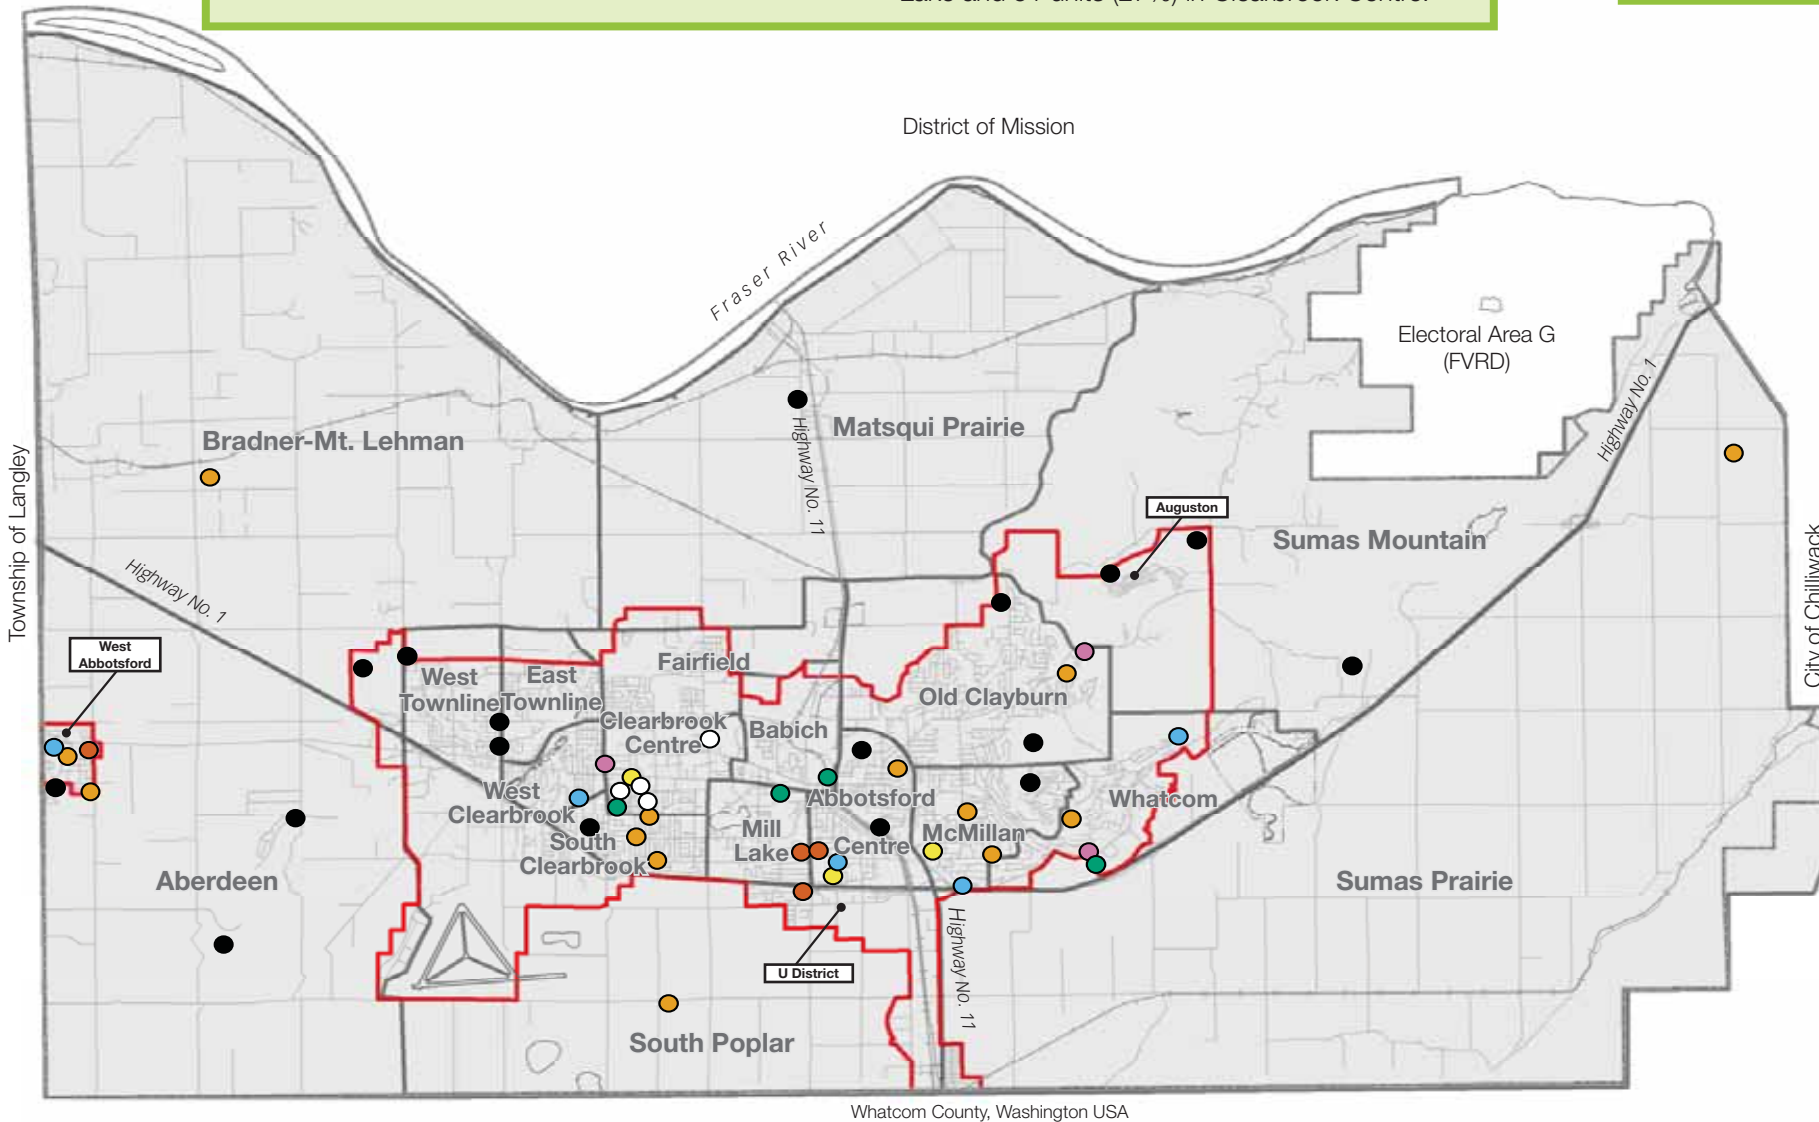 District of Mission
Fraser River
Electoral Area G
(FVRD)
Highway No. 1
Bradner-Mt. Lehman
Matsqui Prairie
Highway No. 11
Township of Langley
Auguston
Sumas Mountain
City of Chilliwack
Highway No. 1
West
Abbotsford
Fairfield
West
Townline
East
Townline
Old Clayburn
Clearbrook
Centre
Babich
West
Clearbrook
Abbotsford
Centre
Whatcom
Mill
Lake
McMillan
South
Clearbrook
Aberdeen
Sumas Prairie
U District
Highway No. 11
South Poplar
Whatcom County, Washington USA